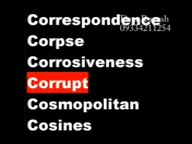 Correspondence
09334211254
Corpse
Corrosiveness
Corrupt
Cosmopolitan
Cosines